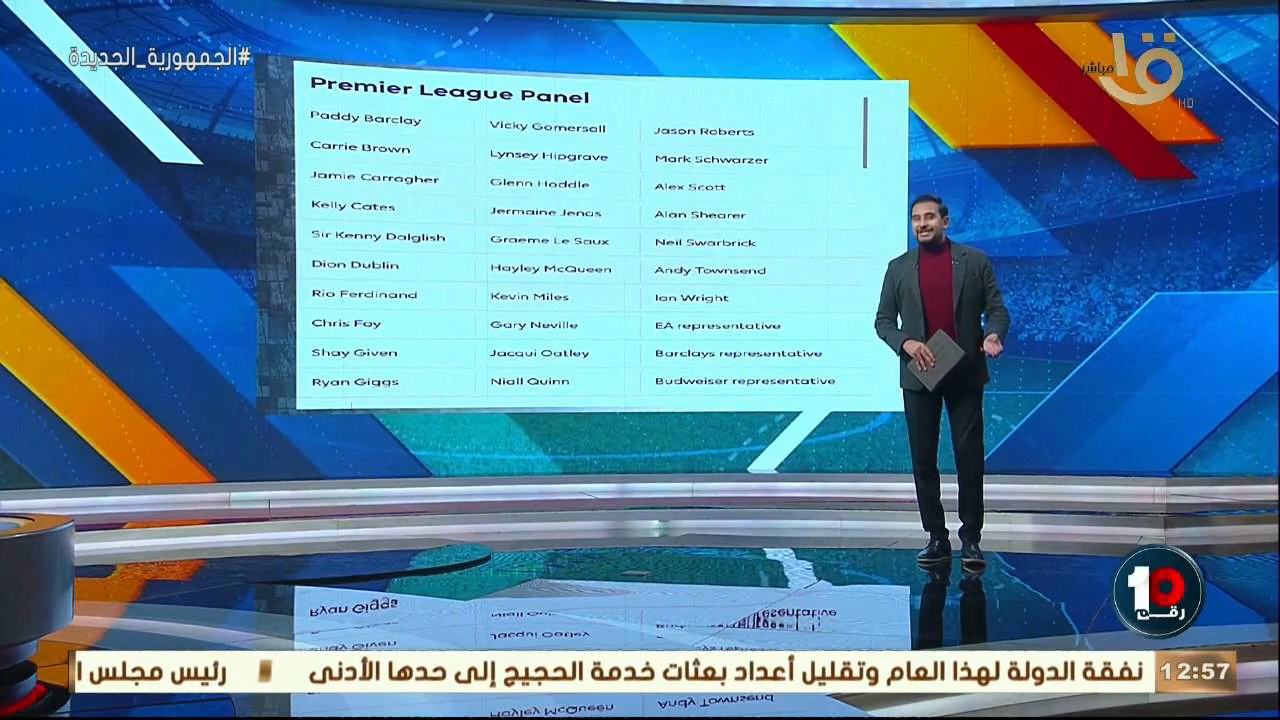 #الجمهورية_الجديدة
مباشر
HD
Premier League Panel
Paddy Barclay
Carrie Brown
Jamie Carragher
Kelly Cates
Sir Kenny Dalglish
Dion Dublin
Rio Ferdinand
Chris Foy
Shay Given
Ryan Giggs
Vicky Gomersall
Lynsey Hipgrave
Glenn Hoddle
Jermaine Jenas
Graeme Le Saux
Hayley McQueen
Kevin Miles
Gary Neville
Jacqui Oatley
Niall Quinn
Jason Roberts
Mark Schwarzer
Alex Scott
Alan Shearer
Neil Swarbrick
Andy Townsend
Ian Wright
EA representative
Barclays representative
Budweiser representative
رقم 10
12:57
نفقة الدولة لهذا العام وتقليل أعداد بعثات خدمة الحجيج إلى حدها الأدنى ■ رئيس مجلس ا